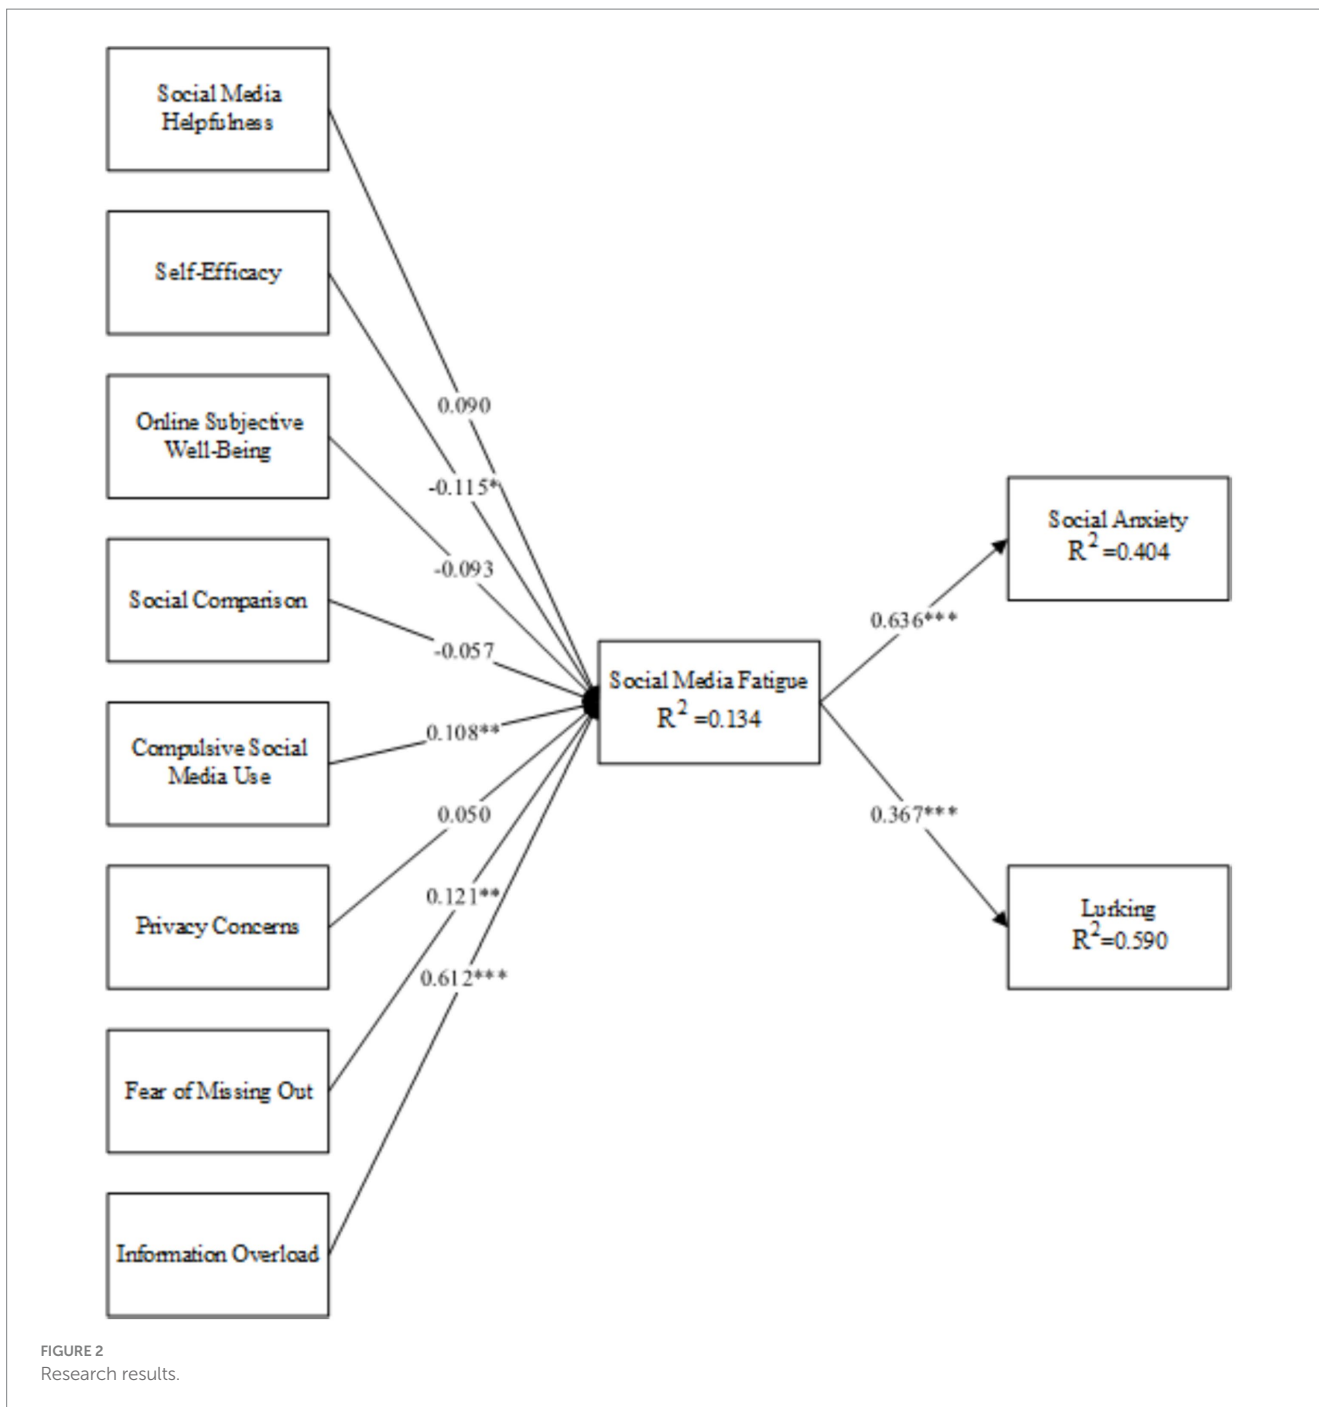 Social Media
Helpfulness
Self-Efficacy
Online Subjective
Well-Being
Social Comparison
Compulsive Social
Media Use
Privacy Concerns
Fear of Missing Out
Information Overload
0.090
-0.115*
-0.093
-0.057
0.108**
0.050
0.121**
0.612***
Social Media Fatigue
R² =0.134
0.636***
0.367***
Social Anxiety
R² =0.404
Lurking
R²=0.590
FIGURE 2
Research results.